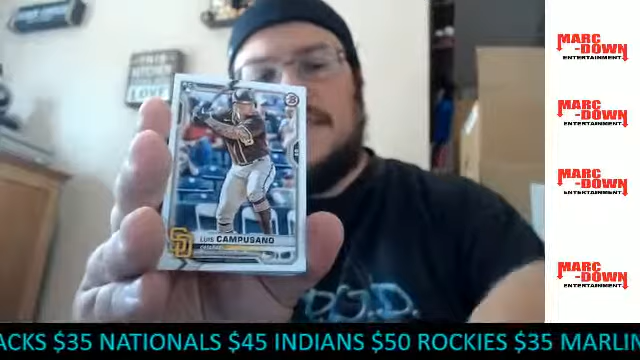 MARC
-DOWN
ENTERTAINMENT
MARC
-DOWN
ENTERTAINMENT
MARC
-DOWN
ENTERTAINMENT
MARC
-DOWN
ENTERTAINMENT
LOVE
LUIS CAMPUSANO
SD
ACKS $35 NATIONALS $45 INDIANS $50 ROCKIES $35 MARLIN